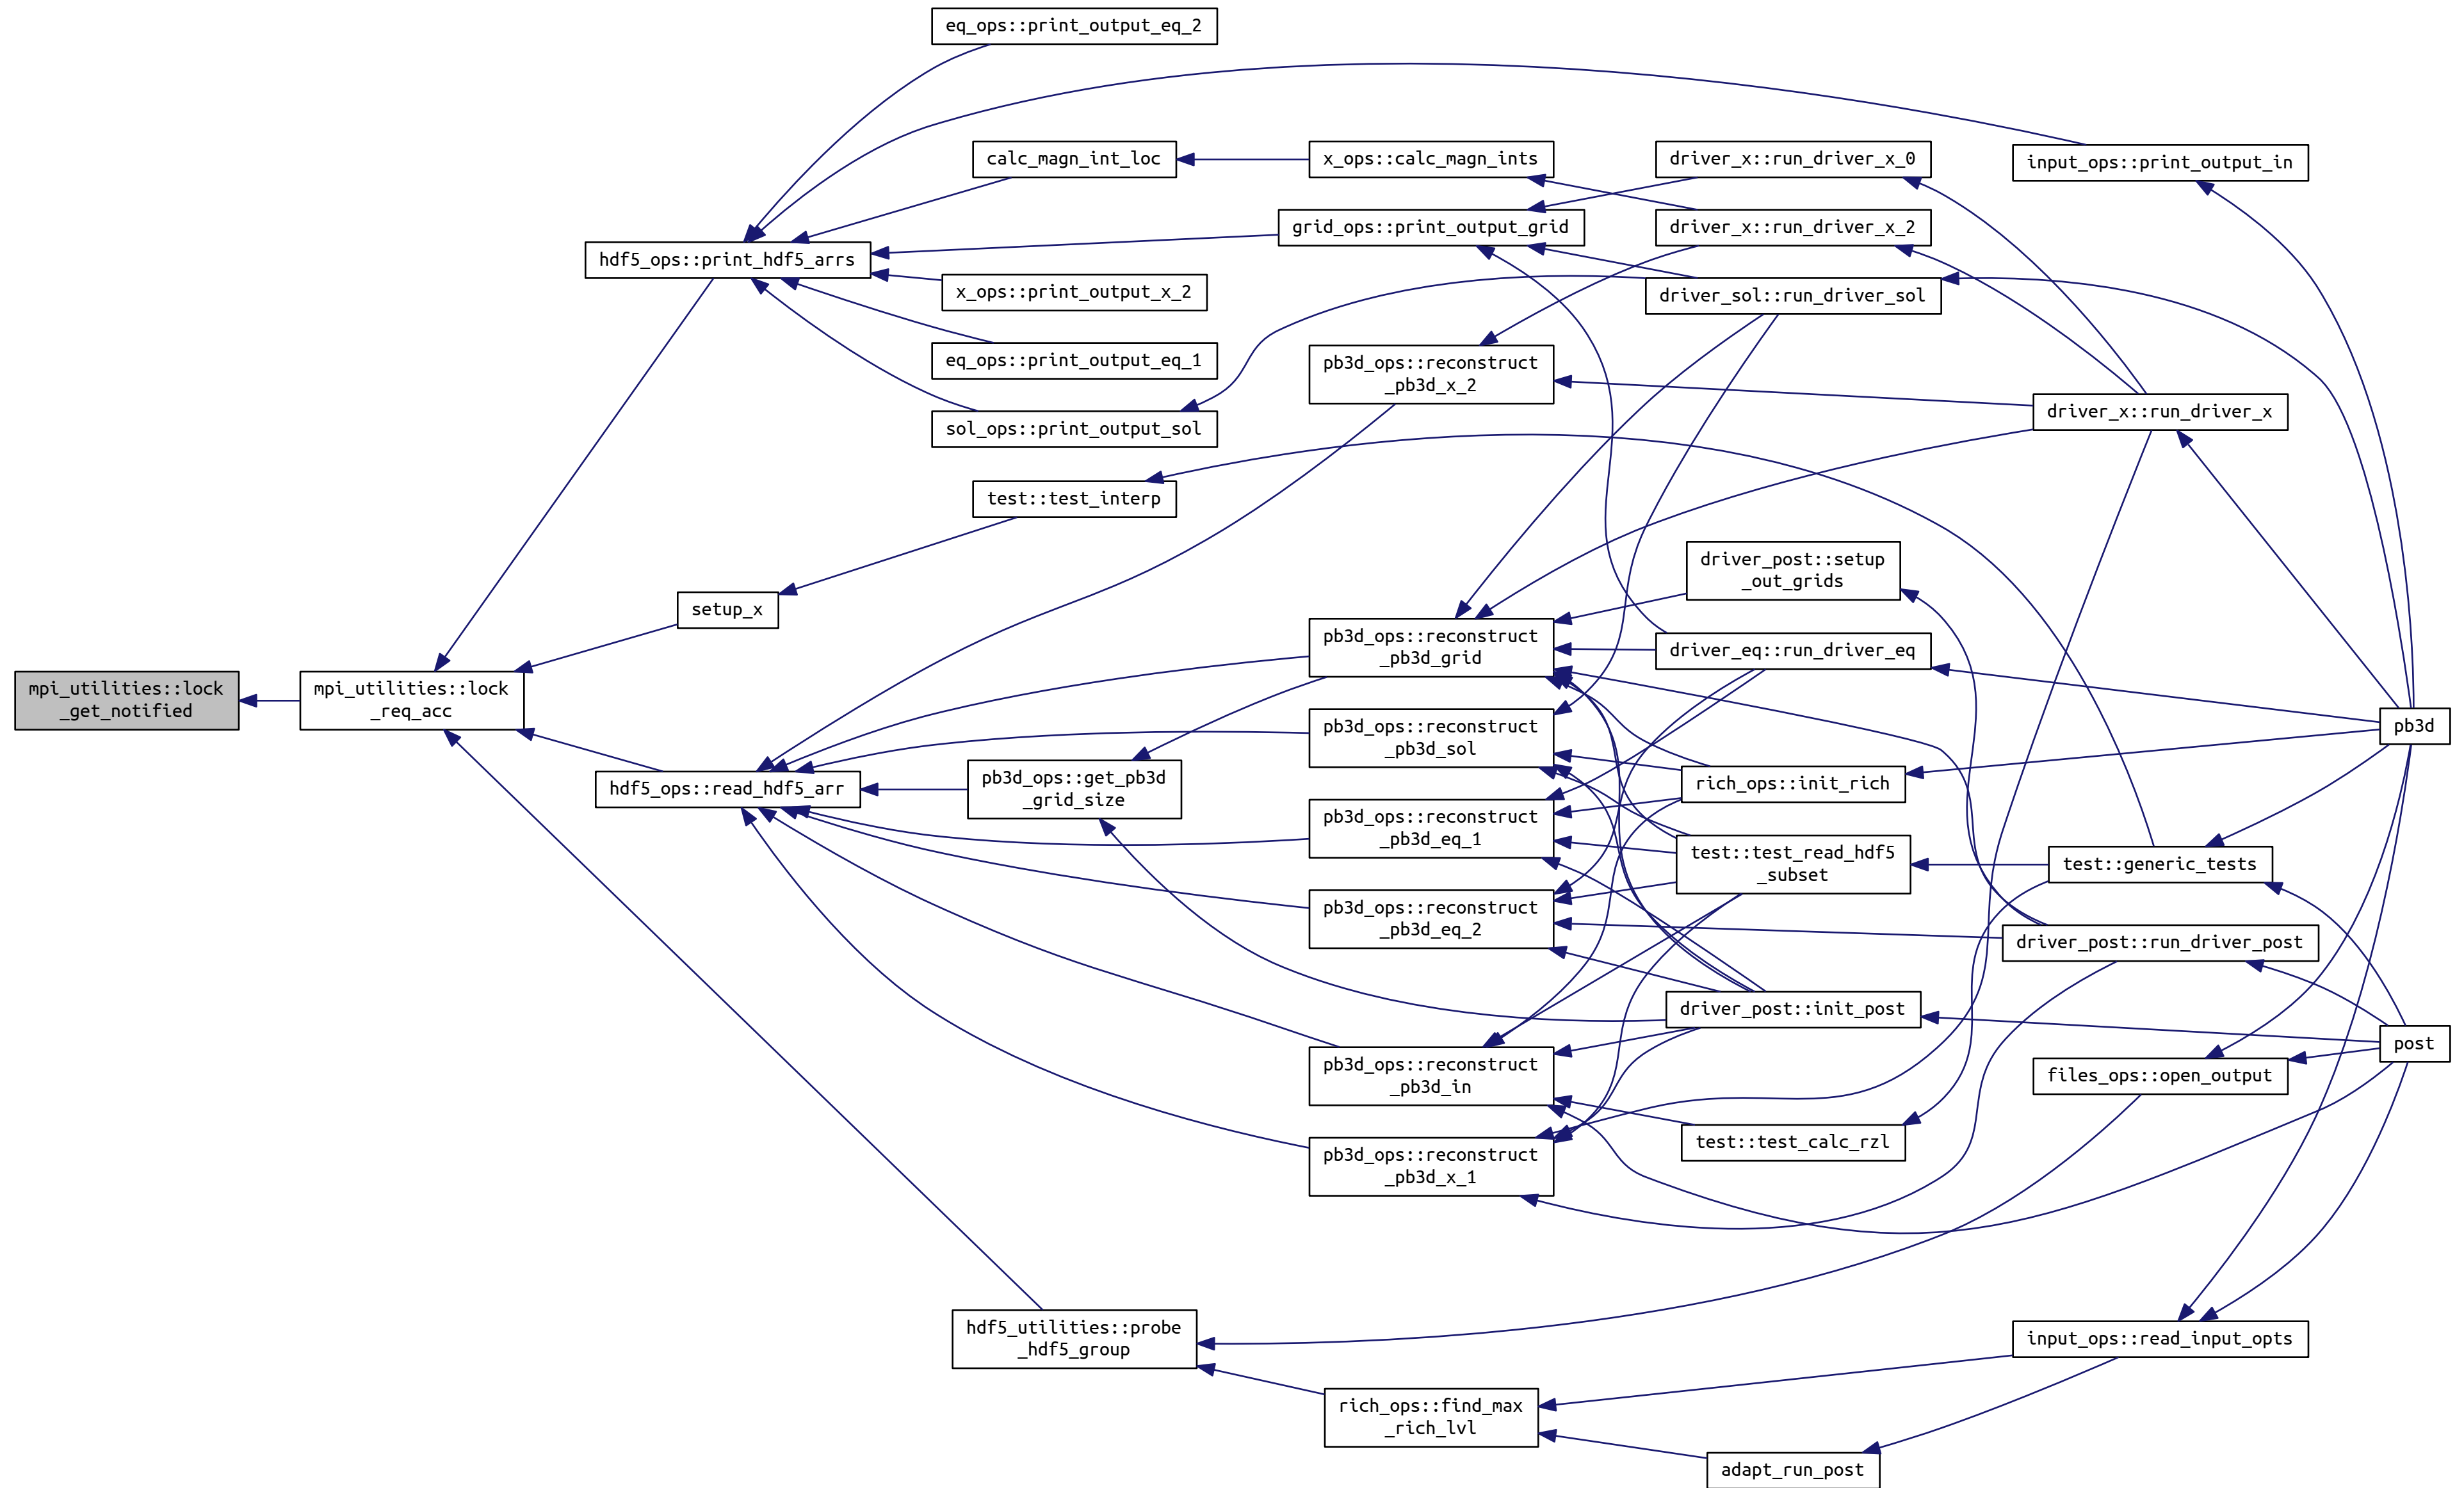 eq_ops::print_output_eq_2
calc_magn_int_loc
x_ops::calc_magn_ints
driver_x::run_driver_x_0
input_ops::print_output_in
grid_ops::print_output_grid
driver_x::run_driver_x_2
hdf5_ops::print_hdf5_arrs
x_ops::print_output_x_2
driver_sol::run_driver_sol
eq_ops::print_output_eq_1
pb3d_ops::reconstruct
_pb3d_x_2
driver_x::run_driver_x
sol_ops::print_output_sol
test::test_interp
driver_post::setup
_out_grids
setup_x
pb3d_ops::reconstruct
_pb3d_grid
driver_eq::run_driver_eq
mpi_utilities::lock
_get_notified
mpi_utilities::lock
_req_acc
pb3d_ops::reconstruct
_pb3d_sol
pb3d
hdf5_ops::read_hdf5_arr
pb3d_ops::get_pb3d
_grid_size
rich_ops::init_rich
pb3d_ops::reconstruct
_pb3d_eq_1
test::test_read_hdf5
_subset
test::generic_tests
pb3d_ops::reconstruct
_pb3d_eq_2
driver_post::run_driver_post
driver_post::init_post
post
pb3d_ops::reconstruct
_pb3d_in
files_ops::open_output
test::test_calc_rzl
pb3d_ops::reconstruct
_pb3d_x_1
hdf5_utilities::probe
_hdf5_group
input_ops::read_input_opts
rich_ops::find_max
_rich_lvl
adapt_run_post